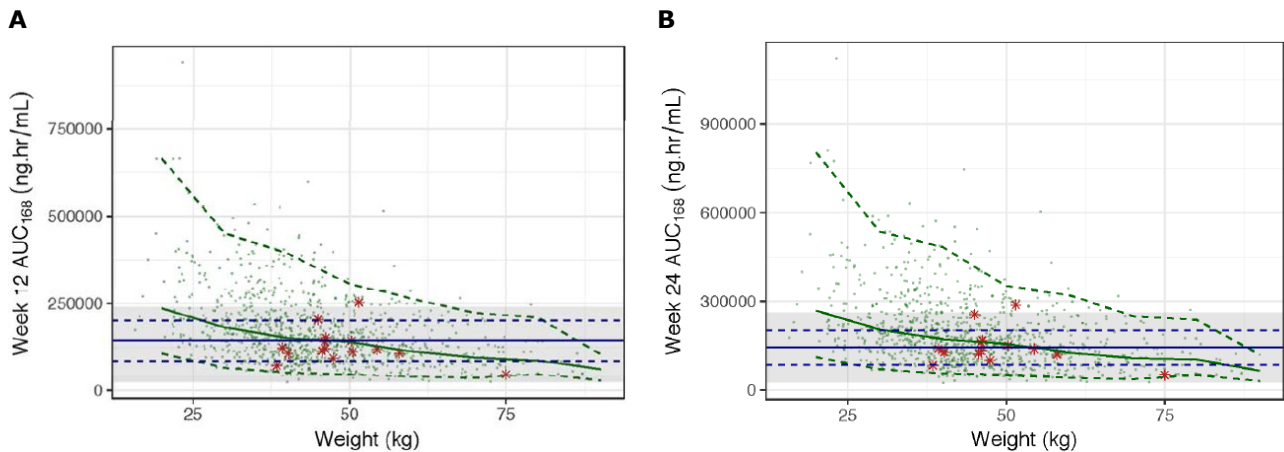 A
Week 12 AUC168 (ng.hr/mL)
750000
500000
250000
0
25
50
75
Weight (kg)
B
Week 24 AUC168 (ng.hr/mL)
900000
600000
300000
0
25
50
75
Weight (kg)